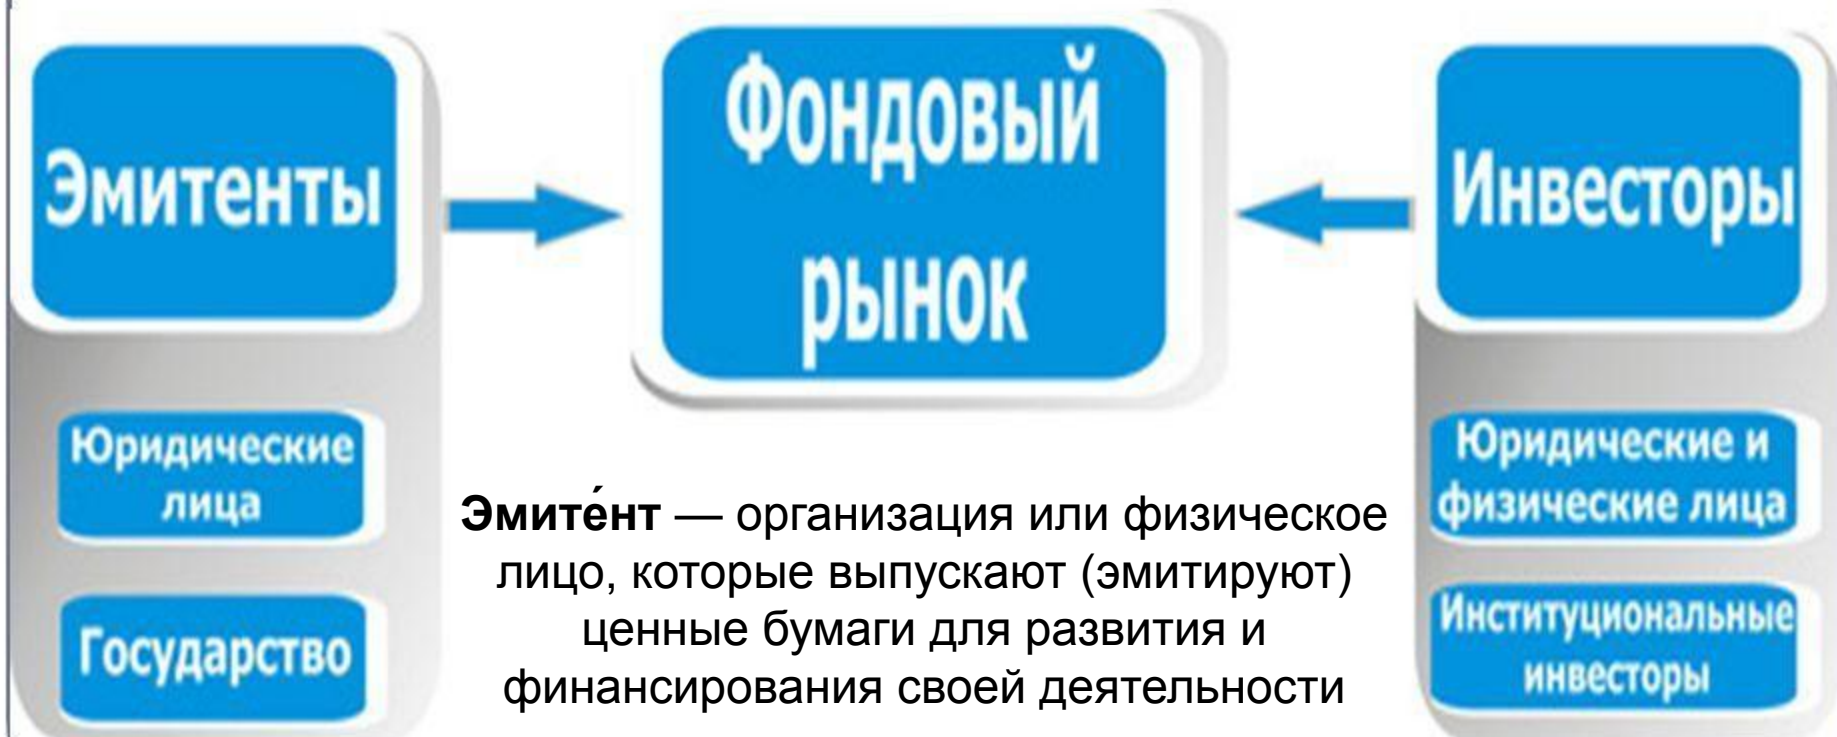 Эмитенты
Юридические
лица
Государство
Фондовый
рынок
Эмите́нт — организация или физическое
лицо, которые выпускают (эмитируют)
ценные бумаги для развития и
финансирования своей деятельности
Инвесторы
Юридические и
физические лица
Институциональные
инвесторы